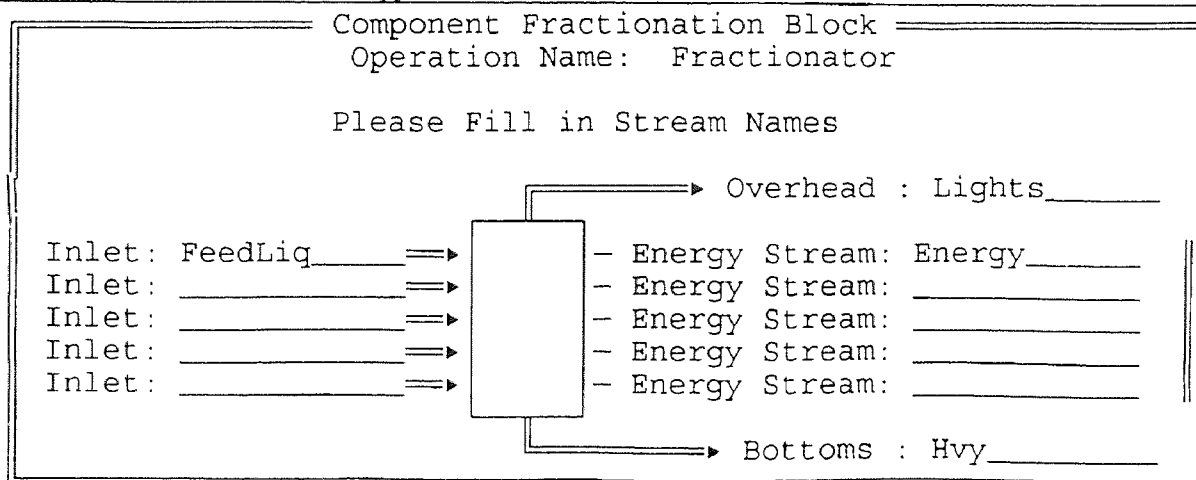 Component Fractionation Block
Operation Name: Fractionator
Please Fill in Stream Names
Overhead : Lights
Inlet: FeedLiq - Energy Stream: Energy
Inlet: - Energy Stream:
Inlet: - Energy Stream:
Inlet: - Energy Stream:
Inlet: - Energy Stream:
Bottoms : Hvy